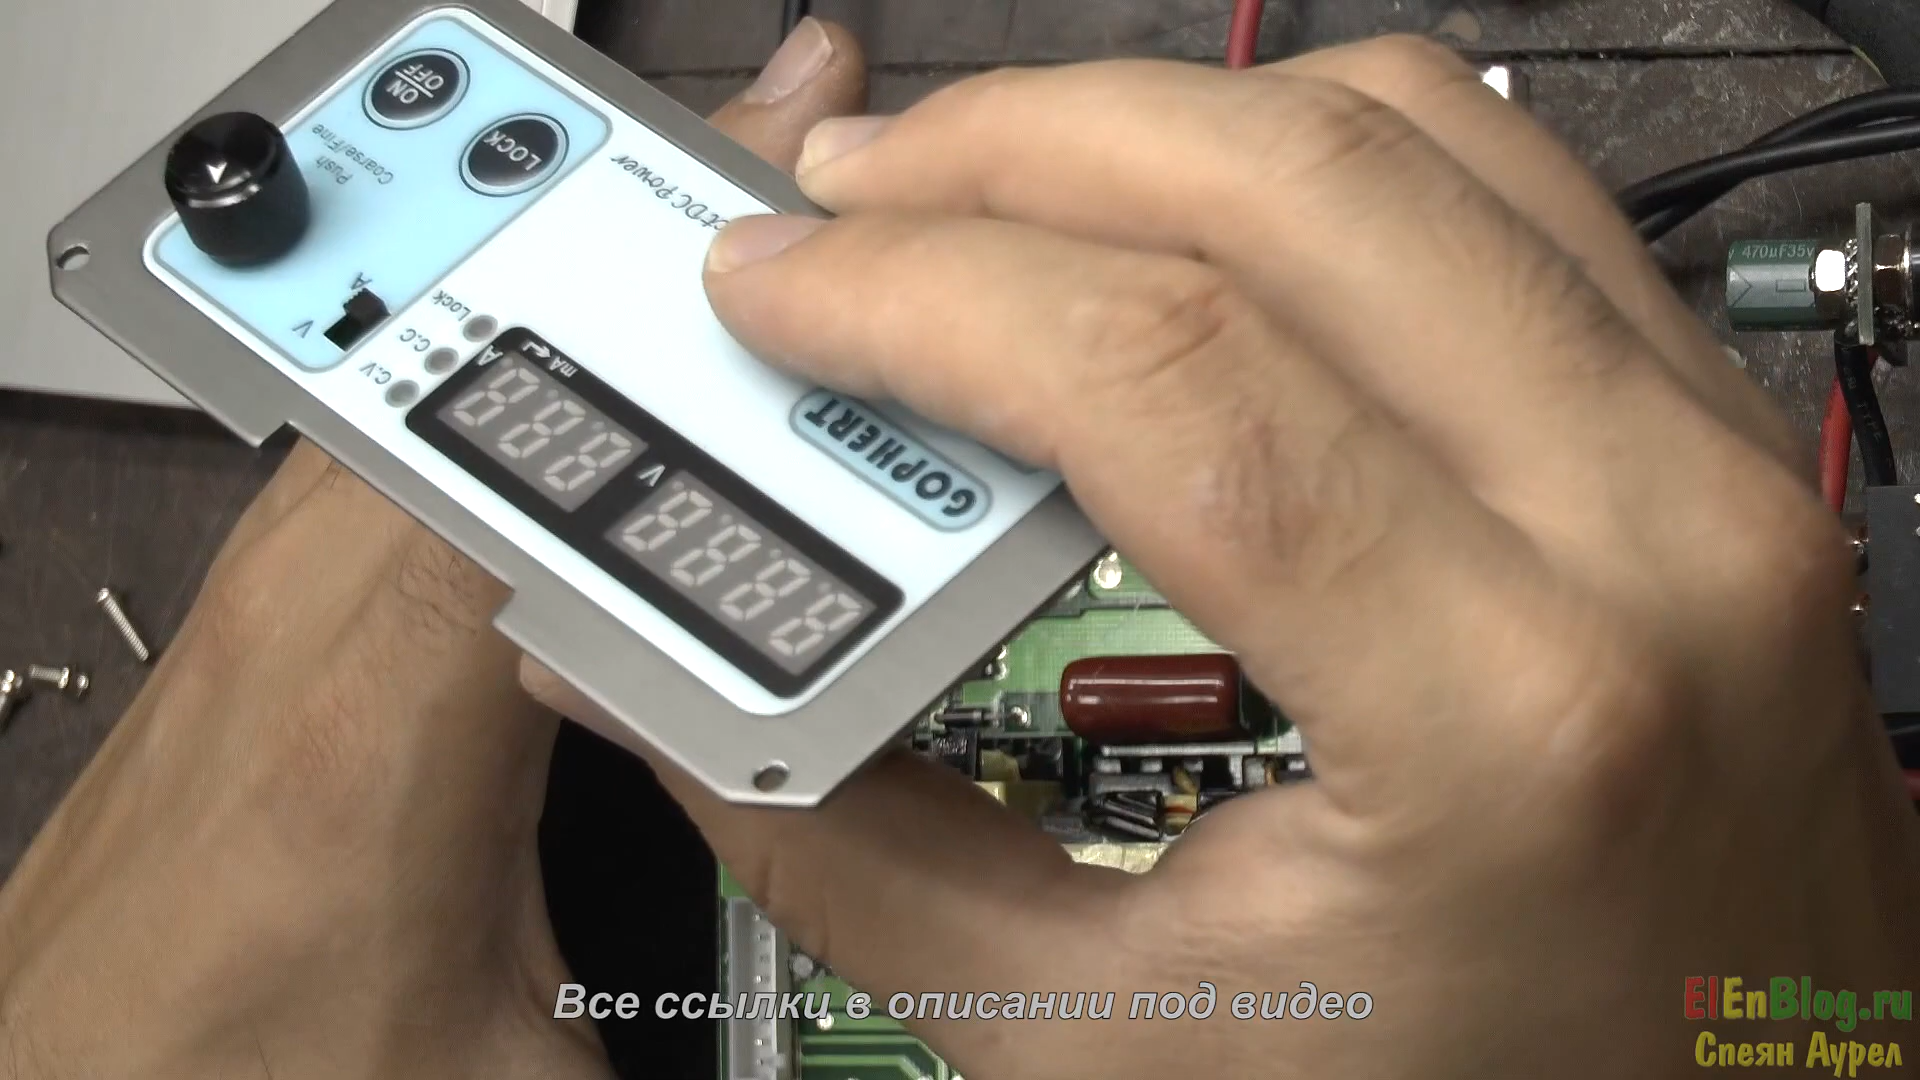 ON
OFF
LOCK
Push
Coarse/Fine
DC Power
V
A
Lock
C.C
C.V
A
mA
V
GOPHERT
470µF35v
Все ссылки в описании под видео
ElEnBlog.ru
Спеян Аурел